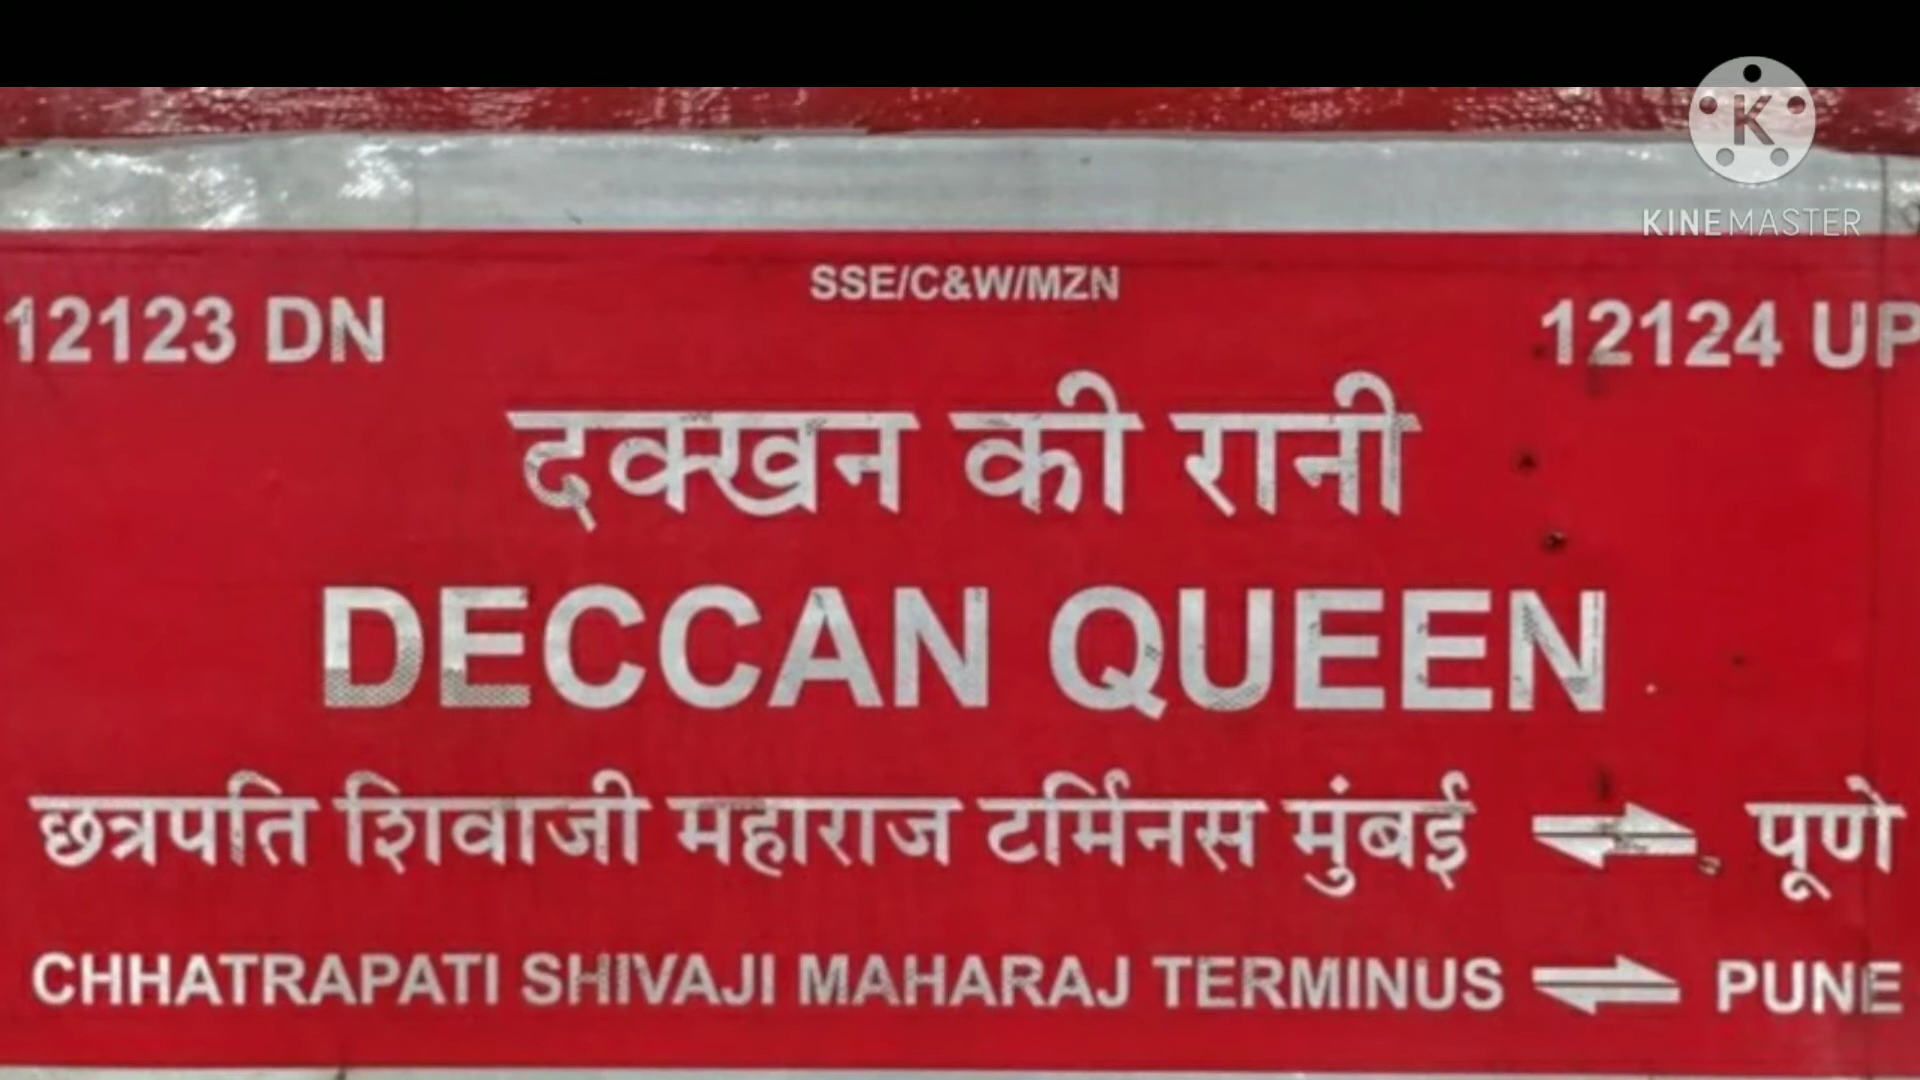 KINEMASTER
SSE/C&W/MZN
12123 DN
12124 UP
दक्खन की रानी
DECCAN QUEEN
छत्रपति शिवाजी महाराज टर्मिनस मुंबई ⇌ पूणे
CHHATRAPATI SHIVAJI MAHARAJ TERMINUS ⇌ PUNE